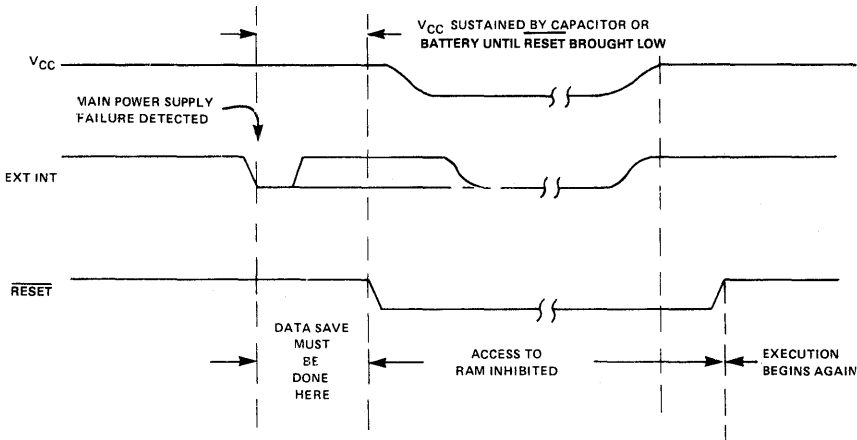 VCC SUSTAINED BY CAPACITOR OR
BATTERY UNTIL RESET BROUGHT LOW
VCC
MAIN POWER SUPPLY
FAILURE DETECTED
EXT INT
RESET
DATA SAVE
MUST
BE
DONE
HERE
ACCESS TO
RAM INHIBITED
EXECUTION
BEGINS AGAIN